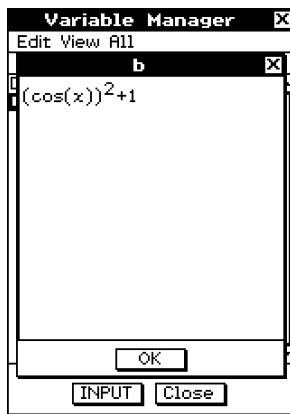 Variable Manager
Edit View All
b
(cos(x))²+1
OK
INPUT Close